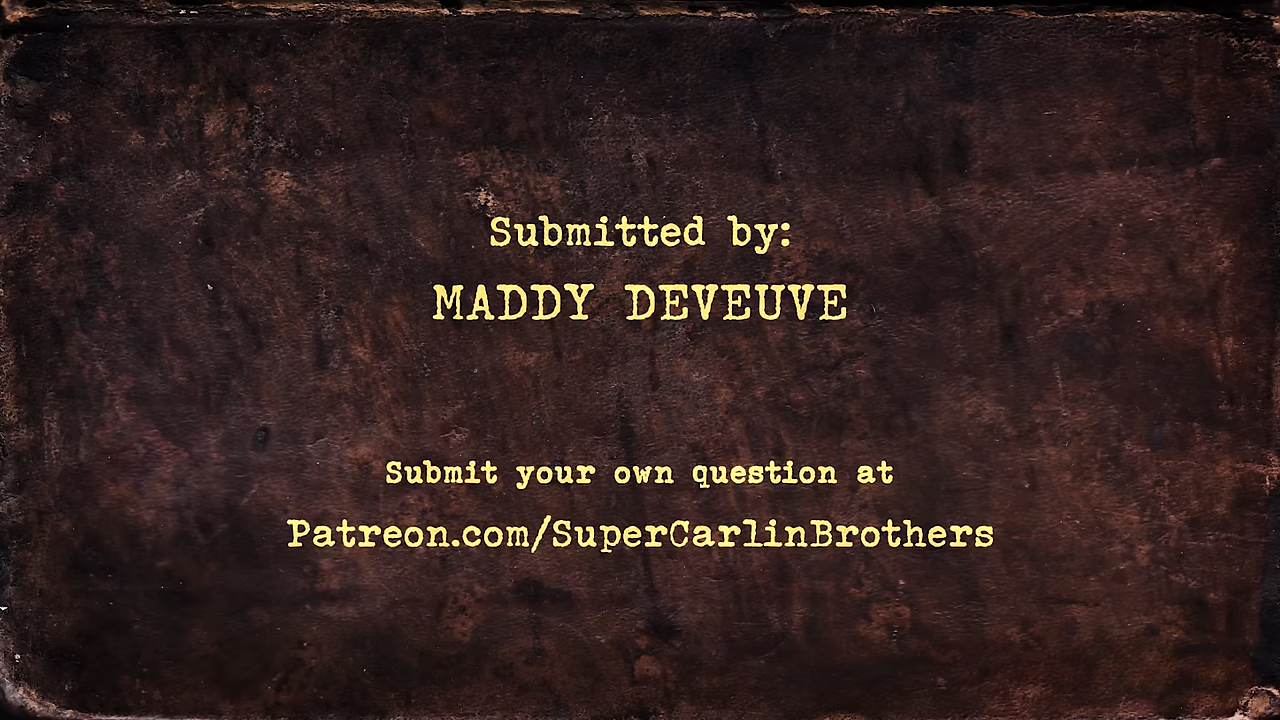 Submitted by:
MADDY DEVEUVE
Submit your own question at
Patreon.com/SuperCarlinBrothers